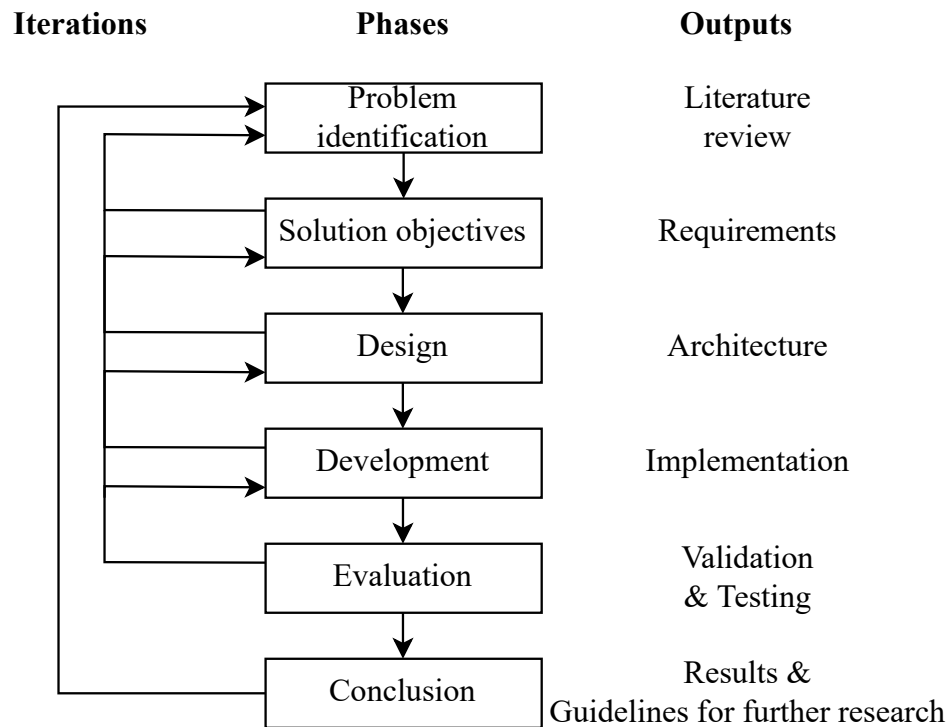 Iterations
Phases
Outputs
Problem
identification
Literature
review
Solution objectives
Requirements
Design
Architecture
Development
Implementation
Evaluation
Validation
& Testing
Conclusion
Results &
Guidelines for further research